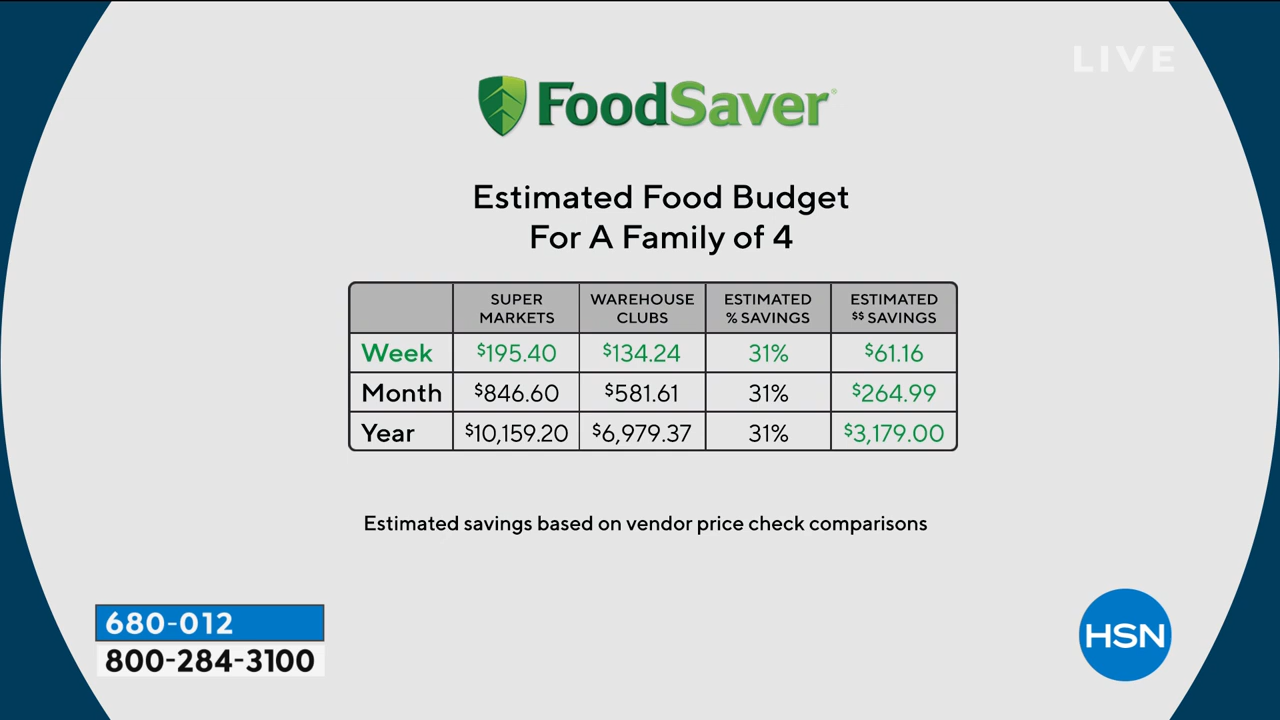 LIVE
FoodSaver®
Estimated Food Budget
For A Family of 4
SUPER MARKETS WAREHOUSE CLUBS ESTIMATED % SAVINGS ESTIMATED $$ SAVINGS
Week $195.40 $134.24 31% $61.16
Month $846.60 $581.61 31% $264.99
Year $10,159.20 $6,979.37 31% $3,179.00
Estimated savings based on vendor price check comparisons
680-012
800-284-3100
HSN